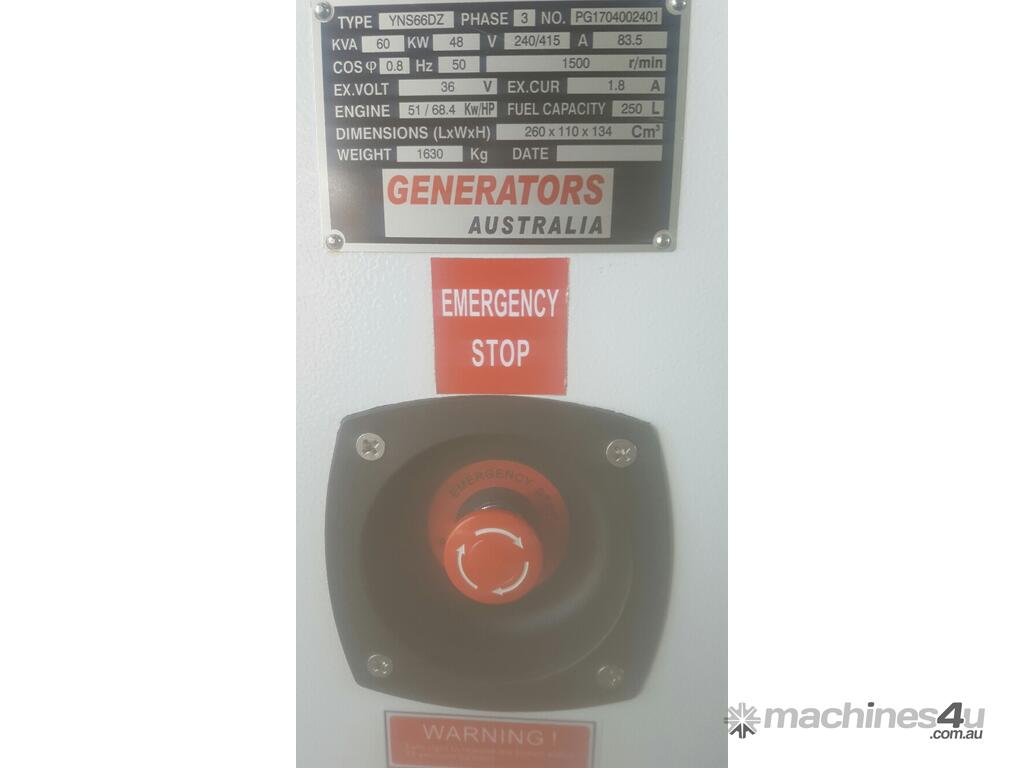 TYPE YNS66DZ PHASE 3 NO. PG1704002401
KVA 60 KW 48 V 240/415 A 83.5
COS φ 0.8 Hz 50 1500 r/min
EX.VOLT 36 V EX.CUR 1.8 A
ENGINE 51 / 68.4 Kw/HP FUEL CAPACITY 250 L
DIMENSIONS (LxWxH) 260 x 110 x 134 Cm³
WEIGHT 1630 Kg DATE
GENERATORS
AUSTRALIA
EMERGENCY
STOP
EMERGENCY
WARNING !
machines4u
.com.au